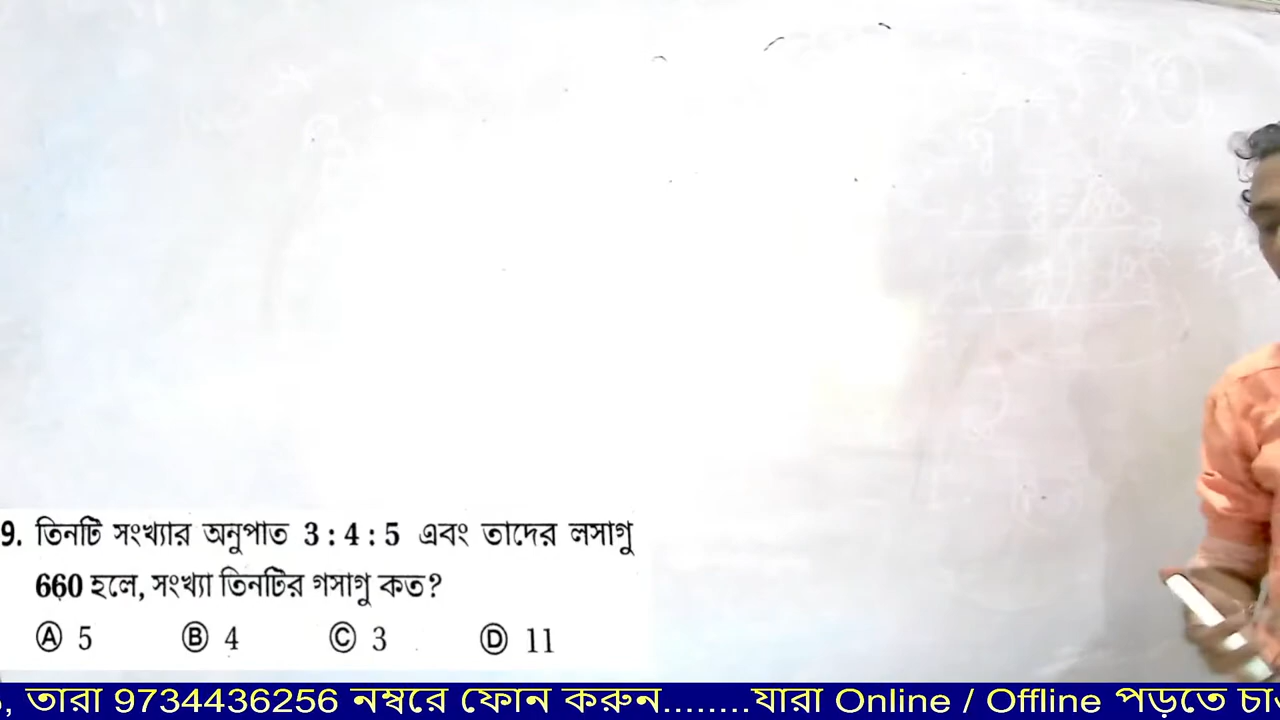 9. তিনটি সংখ্যার অনুপাত 3 : 4 : 5 এবং তাদের লসাগু
660 হলে, সংখ্যা তিনটির গসাগু কত?
Ⓐ 5 Ⓑ 4 Ⓒ 3 Ⓓ 11
, তারা 9734436256 নম্বরে ফোন করুন........যারা Online / Offline পড়তে